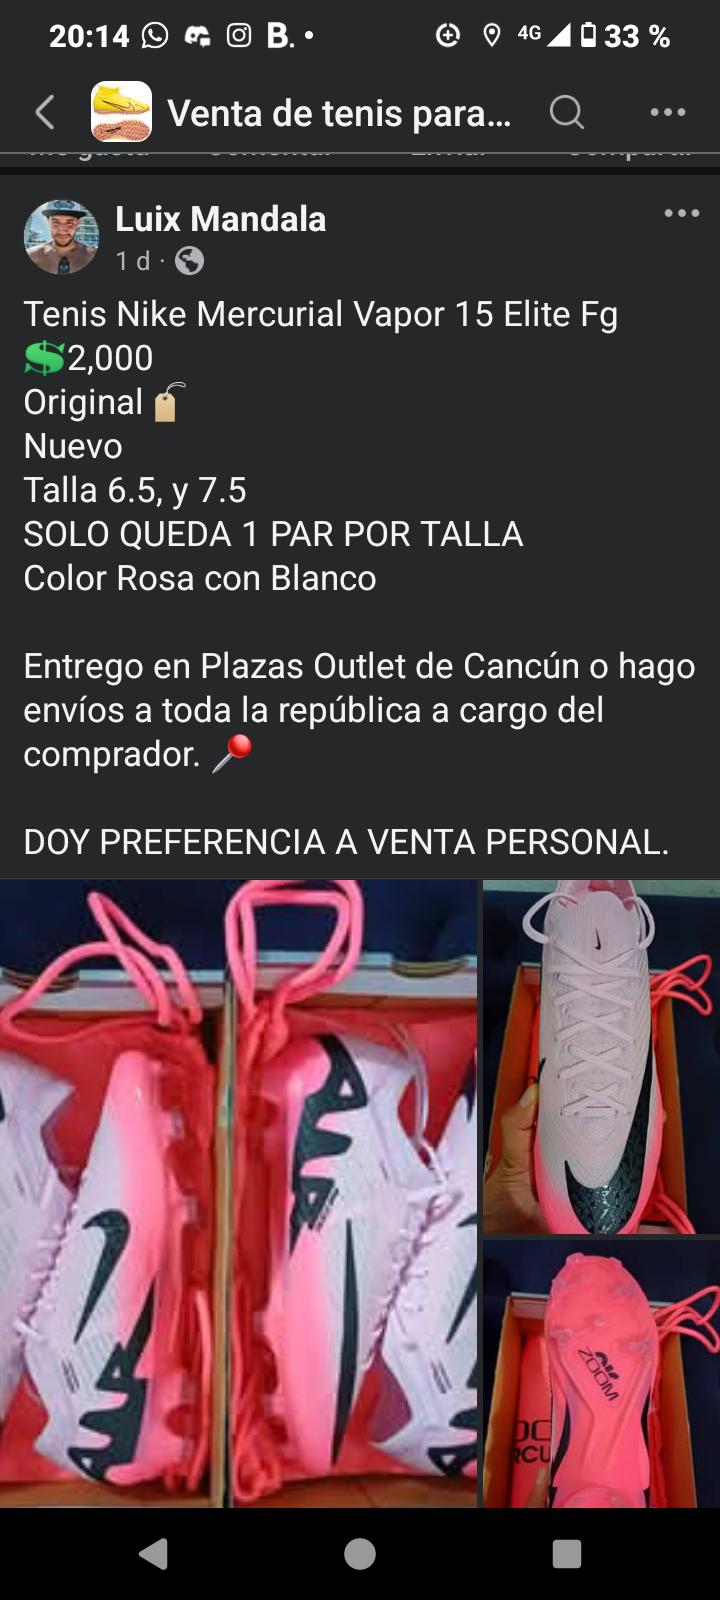 20:14
B.
4G
33 %
Venta de tenis para...
Luix Mandala
1 d ·
Tenis Nike Mercurial Vapor 15 Elite Fg
💲2,000
Original 🏷️
Nuevo
Talla 6.5, y 7.5
SOLO QUEDA 1 PAR POR TALLA
Color Rosa con Blanco
Entrego en Plazas Outlet de Cancún o hago
envíos a toda la república a cargo del
comprador. 📍
DOY PREFERENCIA A VENTA PERSONAL.
ZOOM